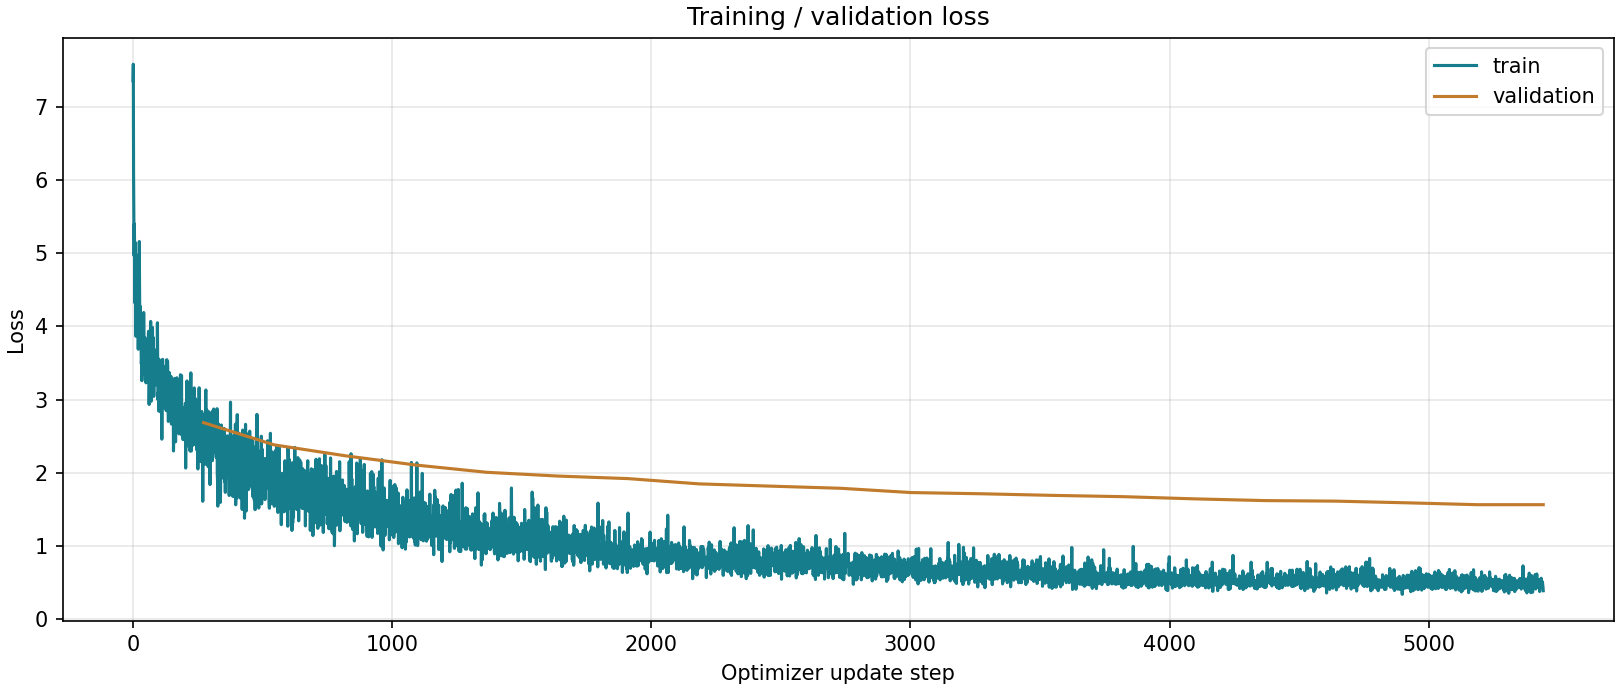 Training / validation loss
train
validation
7
6
5
4
3
2
1
0
Loss
0 1000 2000 3000 4000 5000
Optimizer update step